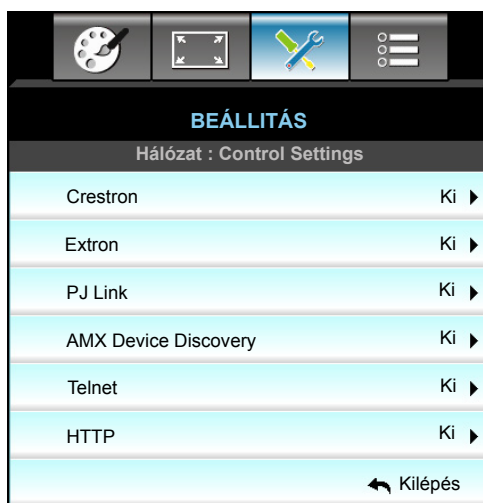 BEÁLLITÁS
Hálózat : Control Settings
Crestron Ki
Extron Ki
PJ Link Ki
AMX Device Discovery Ki
Telnet Ki
HTTP Ki
Kilépés